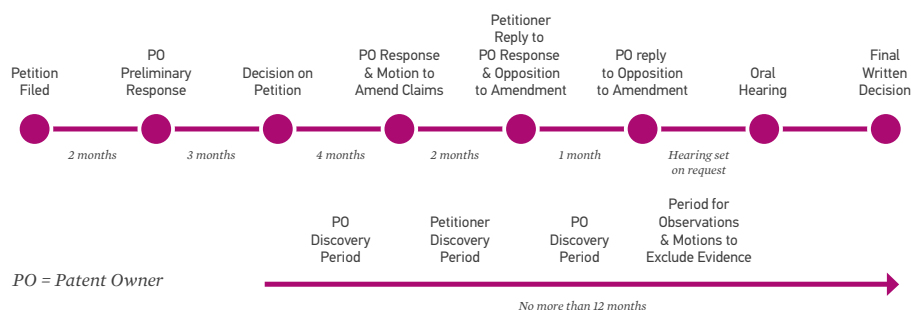 Petition
Filed
PO
Preliminary
Response
Decision on
Petition
PO Response
& Motion to
Amend Claims
Petitioner
Reply to
PO Response
& Opposition
to Amendment
PO reply
to Opposition
to Amendment
Oral
Hearing
Final
Written
Decision
2 months
3 months
4 months
2 months
1 month
Hearing set
on request
PO
Discovery
Period
Petitioner
Discovery
Period
PO
Discovery
Period
Period for
Observations
& Motions to
Exclude Evidence
PO = Patent Owner
No more than 12 months